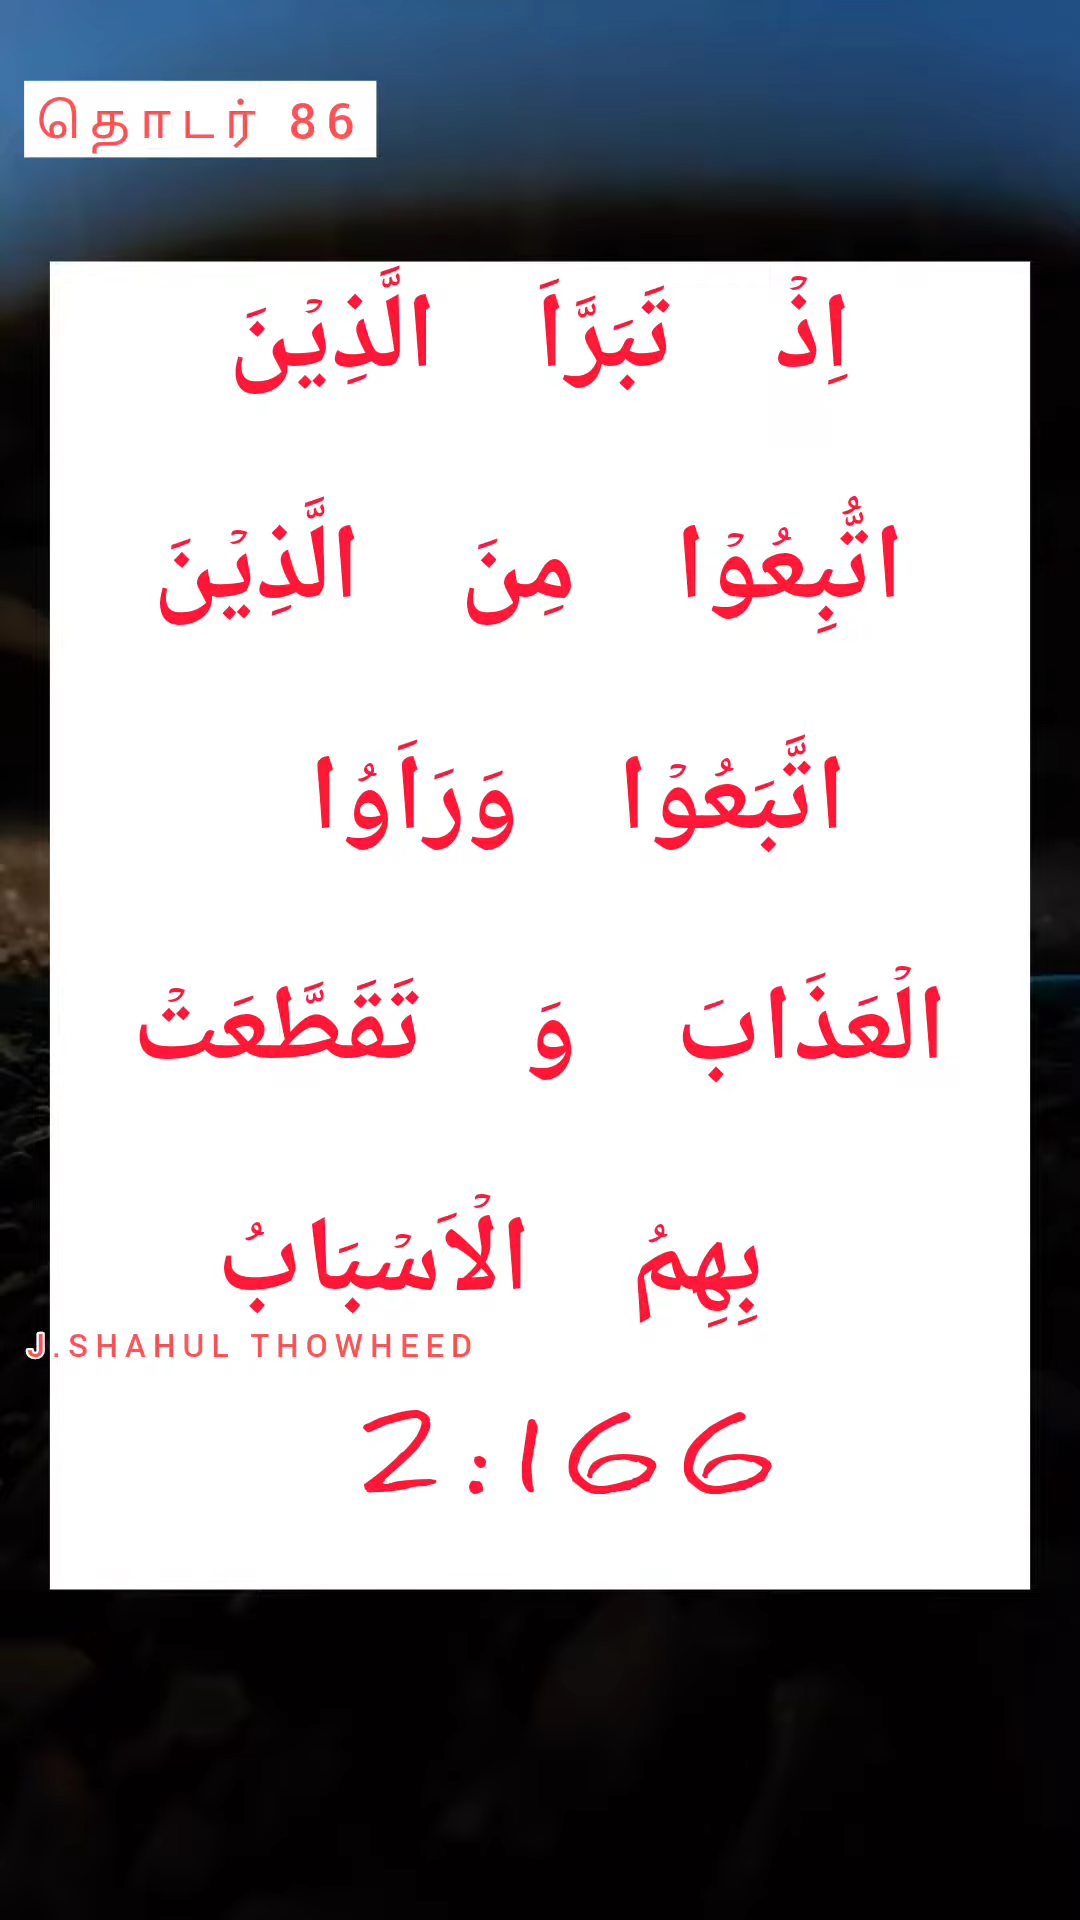 தொடர் 86
اِذْ تَبَرَّاَ الَّذِيْنَ
اتُّبِعُوْا مِنَ الَّذِيْنَ
اتَّبَعُوْا وَرَاَوُا
الْعَذَابَ وَ تَقَطَّعَتْ
بِهِمُ الْاَسْبَابُ
J.SHAHUL THOWHEED
2:166